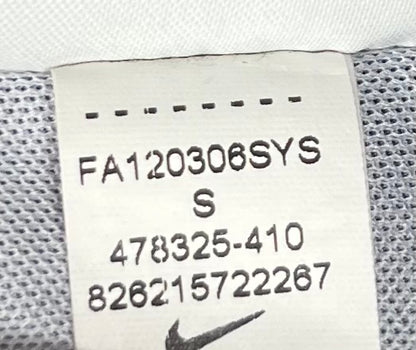 --------
FA120306SYS
S
478325-410
826215722267